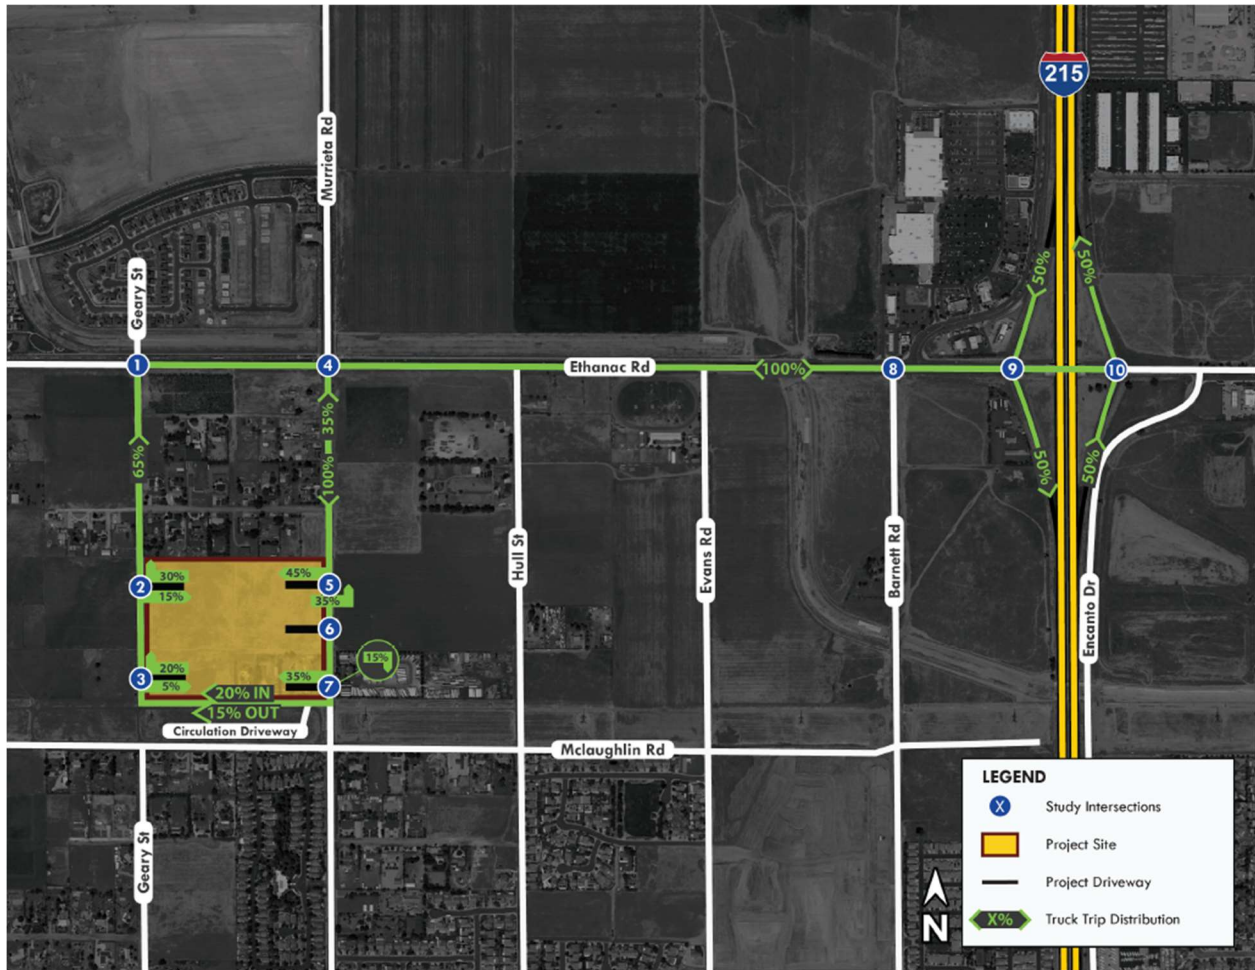 215
Murrieta Rd
Geary St
50%
50%
1
4
Ethanac Rd
100%
8
9
10
65%
35%
100%
50%
50%
Hull St
Evans Rd
Barnett Rd
Encanto Dr
2
30%
15%
45%
5
35%
6
3
20%
5%
35%
7
15%
20% IN
15% OUT
Circulation Driveway
Mclaughlin Rd
Geary St
N
LEGEND
X Study Intersections
Project Site
Project Driveway
X% Truck Trip Distribution